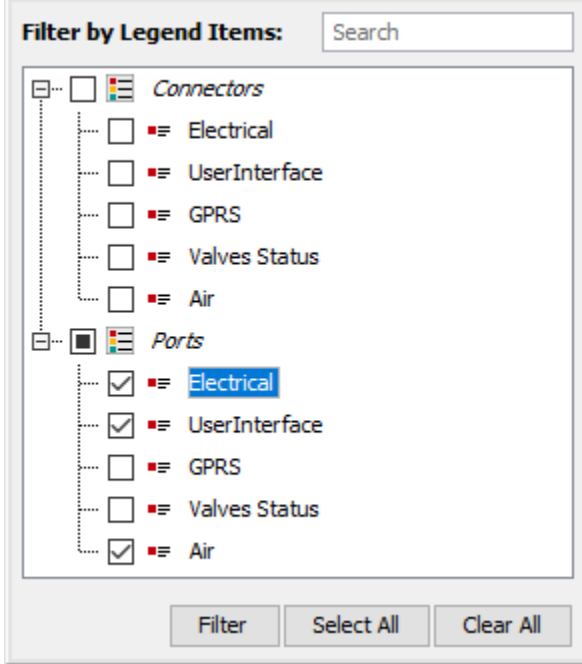 Filter by Legend Items: Search
Connectors
Electrical
UserInterface
GPRS
Valves Status
Air
Ports
Electrical
UserInterface
GPRS
Valves Status
Air
Filter Select All Clear All